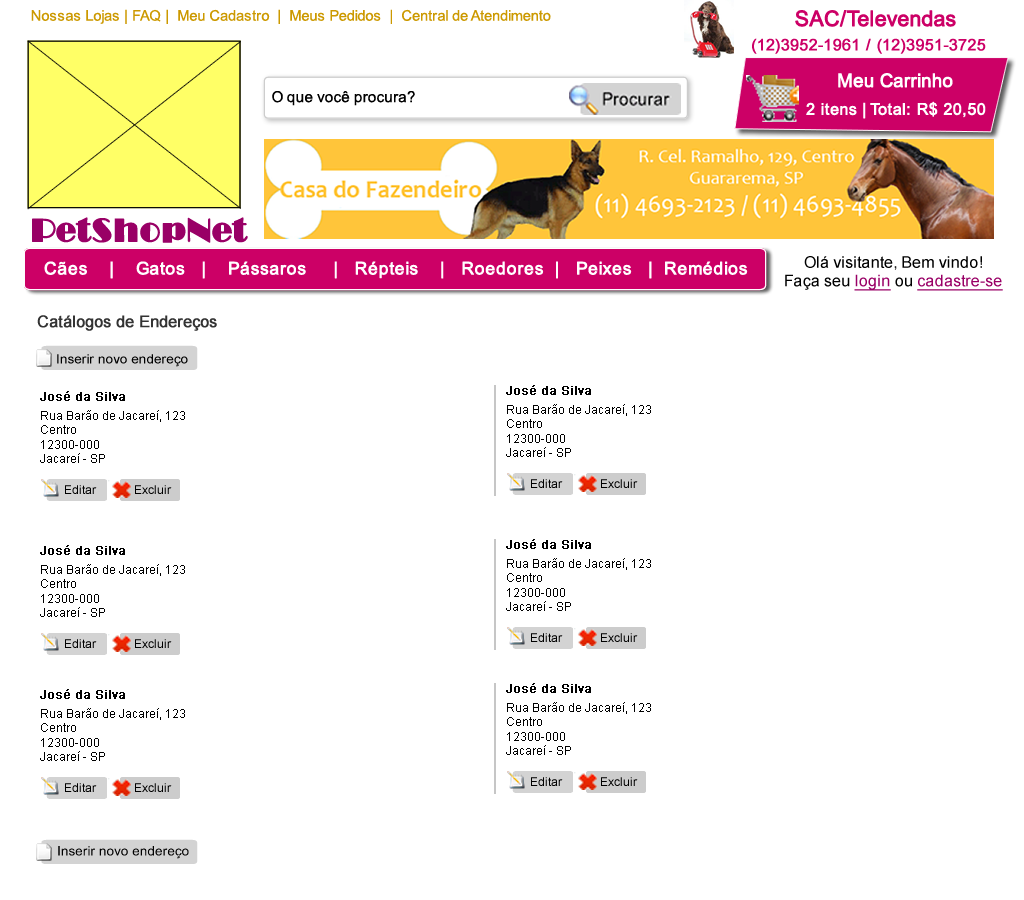 Nossas Lojas | FAQ | Meu Cadastro | Meus Pedidos | Central de Atendimento
SAC/Televendas
(12)3952-1961 / (12)3951-3725
Meu Carrinho
2 itens | Total: R$ 20,50
O que você procura?
Procurar
Casa do Fazendeiro
R. Cel. Ramalho, 129, Centro
Guararema, SP
(11) 4693-2123 / (11) 4693-4855
PetShopNet
Cães | Gatos | Pássaros | Répteis | Roedores | Peixes | Remédios
Olá visitante, Bem vindo!
Faça seu login ou cadastre-se
Catálogos de Endereços
Inserir novo endereço
José da Silva
Rua Barão de Jacareí, 123
Centro
12300-000
Jacareí - SP
Editar Excluir
José da Silva
Rua Barão de Jacareí, 123
Centro
12300-000
Jacareí - SP
Editar Excluir
José da Silva
Rua Barão de Jacareí, 123
Centro
12300-000
Jacareí - SP
Editar Excluir
José da Silva
Rua Barão de Jacareí, 123
Centro
12300-000
Jacareí - SP
Editar Excluir
José da Silva
Rua Barão de Jacareí, 123
Centro
12300-000
Jacareí - SP
Editar Excluir
José da Silva
Rua Barão de Jacareí, 123
Centro
12300-000
Jacareí - SP
Editar Excluir
Inserir novo endereço